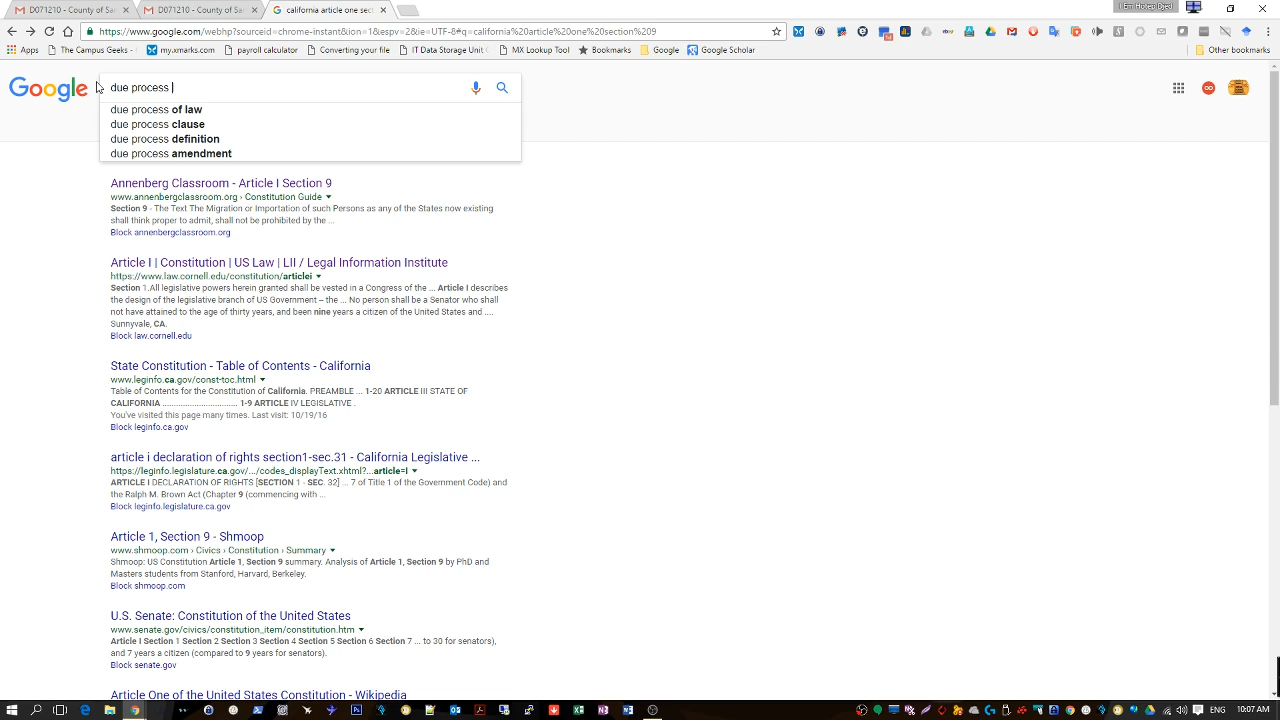 D071210 - County of Sa
D071210 - County of Sa
california article one sect
I Em Hotep Djed
https://www.google.com/webhp?sourceid=chrome-instant&ion=1&espv=2&ie=UTF-8#q=california%20article%20one%20section%209
Apps The Campus Geeks - myxmarks.com payroll calculator Converting your file IT Data Storage Unit MX Lookup Tool Bookmarks Google Google Scholar Other bookmarks
Google
due process
due process of law
due process clause
due process definition
due process amendment
Annenberg Classroom - Article I Section 9
www.annenbergclassroom.org › Constitution Guide
Section 9 - The Text The Migration or Importation of such Persons as any of the States now existing
shall think proper to admit, shall not be prohibited by the ...
Block annenbergclassroom.org
Article I | Constitution | US Law | LII / Legal Information Institute
https://www.law.cornell.edu/constitution/articlei
Section 1.All legislative powers herein granted shall be vested in a Congress of the ... Article I describes
the design of the legislative branch of US Government -- the ... No person shall be a Senator who shall
not have attained to the age of thirty years, and been nine years a citizen of the United States and ....
Sunnyvale, CA.
Block law.cornell.edu
State Constitution - Table of Contents - California
www.leginfo.ca.gov/const-toc.html
Table of Contents for the Constitution of California. PREAMBLE ... 1-20 ARTICLE III STATE OF
CALIFORNIA ................................. 1-9 ARTICLE IV LEGISLATIVE .
You've visited this page many times. Last visit: 10/19/16
Block leginfo.ca.gov
article i declaration of rights section1-sec.31 - California Legislative ...
https://leginfo.legislature.ca.gov/.../codes_displayText.xhtml?...article=I
ARTICLE I DECLARATION OF RIGHTS [SECTION 1 - SEC. 32] ... 7 of Title 1 of the Government Code) and
the Ralph M. Brown Act (Chapter 9 (commencing with ...
Block leginfo.legislature.ca.gov
Article 1, Section 9 - Shmoop
www.shmoop.com › Civics › Constitution › Summary
Shmoop: US Constitution Article 1, Section 9 summary. Analysis of Article 1, Section 9 by PhD and
Masters students from Stanford, Harvard, Berkeley.
Block shmoop.com
U.S. Senate: Constitution of the United States
www.senate.gov/civics/constitution_item/constitution.htm
Article I Section 1 Section 2 Section 3 Section 4 Section 5 Section 6 Section 7 ... to 30 for senators),
and 7 years a citizen (compared to 9 years for senators).
Block senate.gov
Article One of the United States Constitution - Wikipedia
ENG 10:07 AM